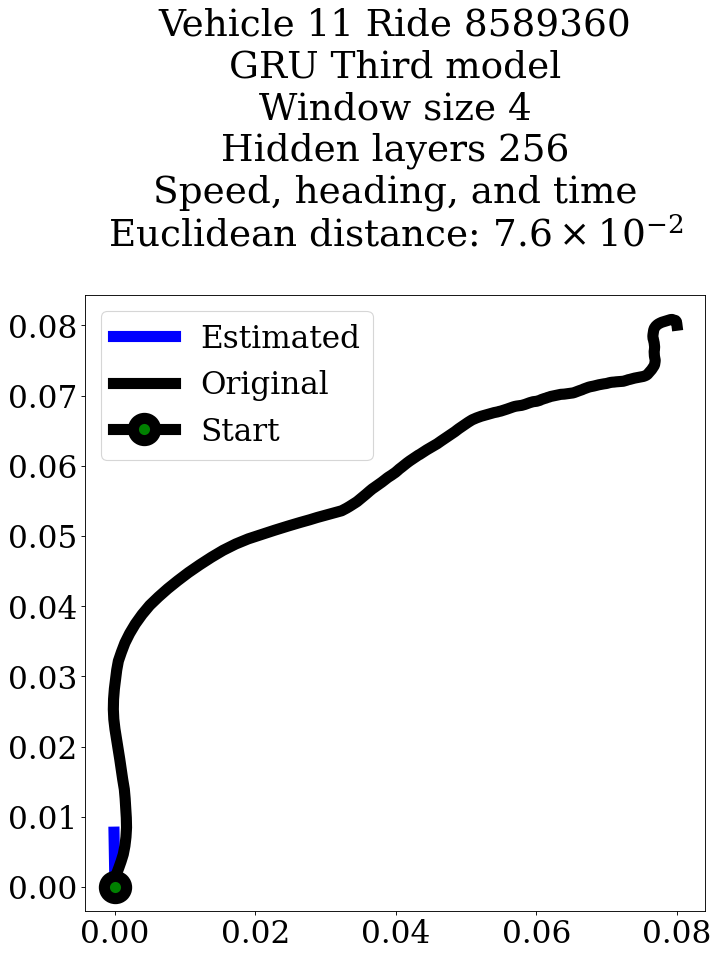 Vehicle 11 Ride 8589360
GRU Third model
Window size 4
Hidden layers 256
Speed, heading, and time
Euclidean distance: 7.6 × 10⁻²
Estimated
Original
Start
0.08
0.07
0.06
0.05
0.04
0.03
0.02
0.01
0.00
0.00 0.02 0.04 0.06 0.08